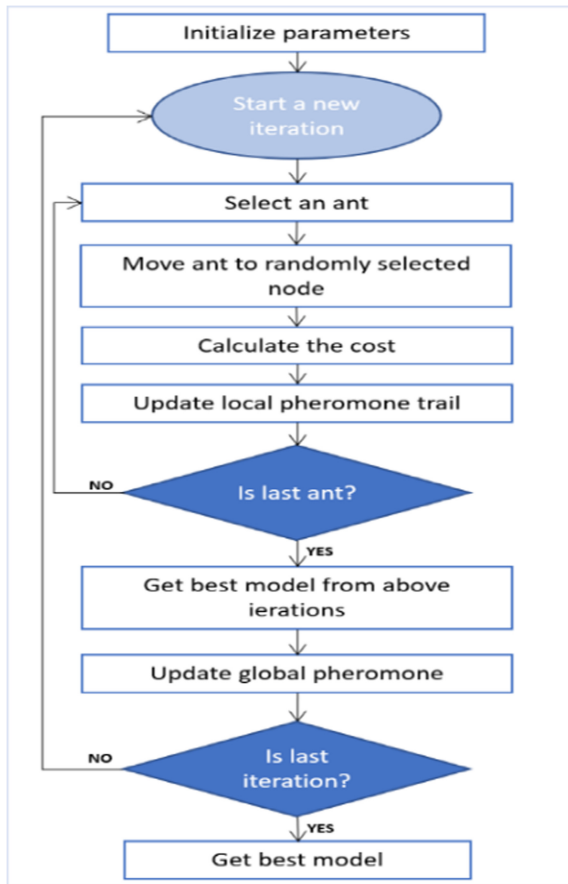 Initialize parameters
Start a new
iteration
Select an ant
Move ant to randomly selected
node
Calculate the cost
Update local pheromone trail
Is last ant?
NO
YES
Get best model from above
ierations
Update global pheromone
Is last
iteration?
NO
YES
Get best model